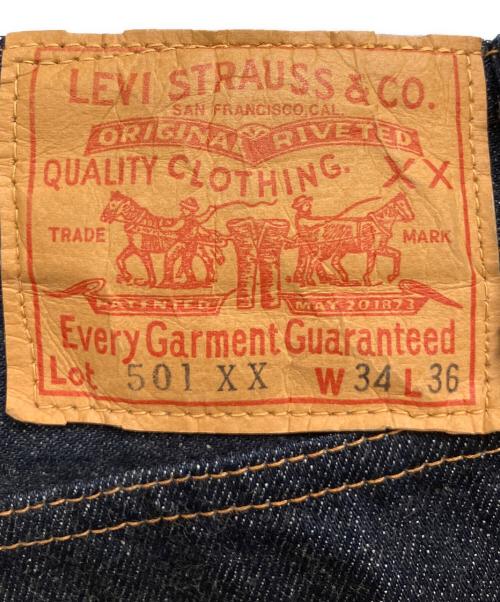 LEVI STRAUSS & CO.
SAN FRANCISCO, CAL.
ORIGINAL RIVETED
QUALITY CLOTHING. XX
TRADE MARK
PATENTED MAY 20 1873
Every Garment Guaranteed
Lot 501 XX W 34 L 36